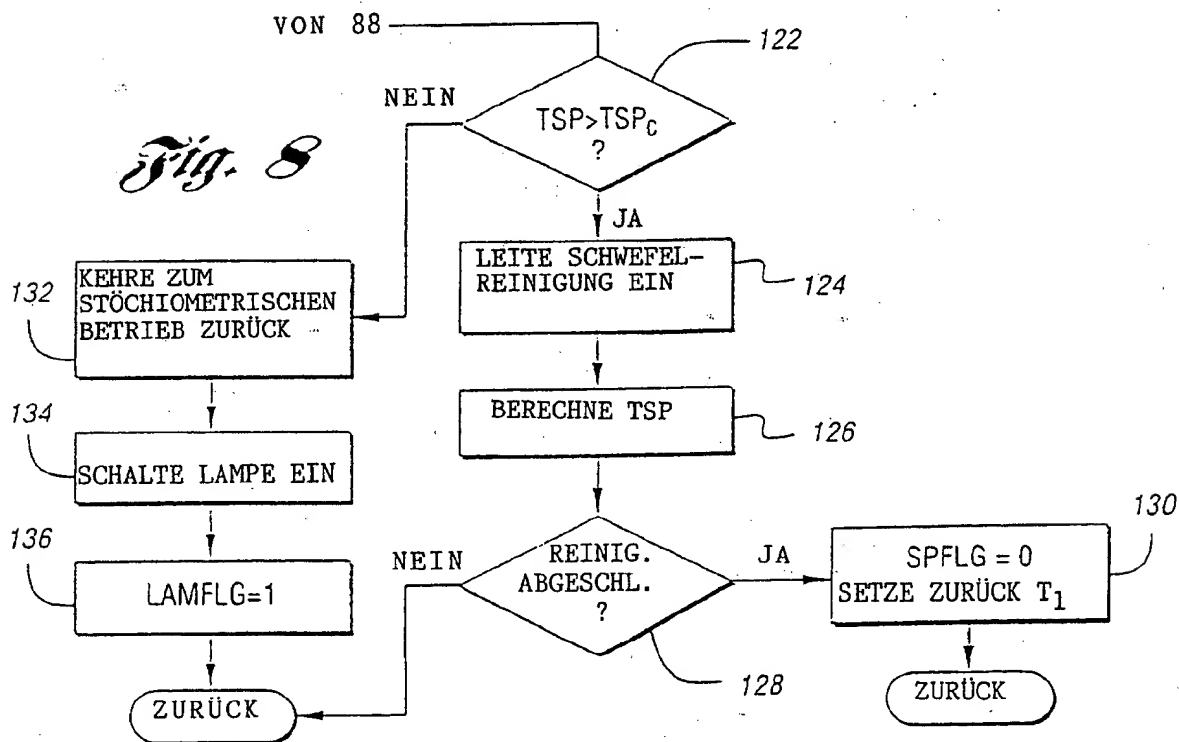 VON 88
122
NEIN
TSP>TSPc
?
Fig. 8
JA
LEITE SCHWEFEL-
REINIGUNG EIN
124
132
KEHRE ZUM
STÖCHIOMETRISCHEN
BETRIEB ZURÜCK
BERECHNE TSP
126
134
SCHALTE LAMPE EIN
136
LAMFLG=1
NEIN
REINIG.
ABGESCHL.
?
128
JA
130
SPFLG = 0
SETZE ZURÜCK T1
ZURÜCK
ZURÜCK